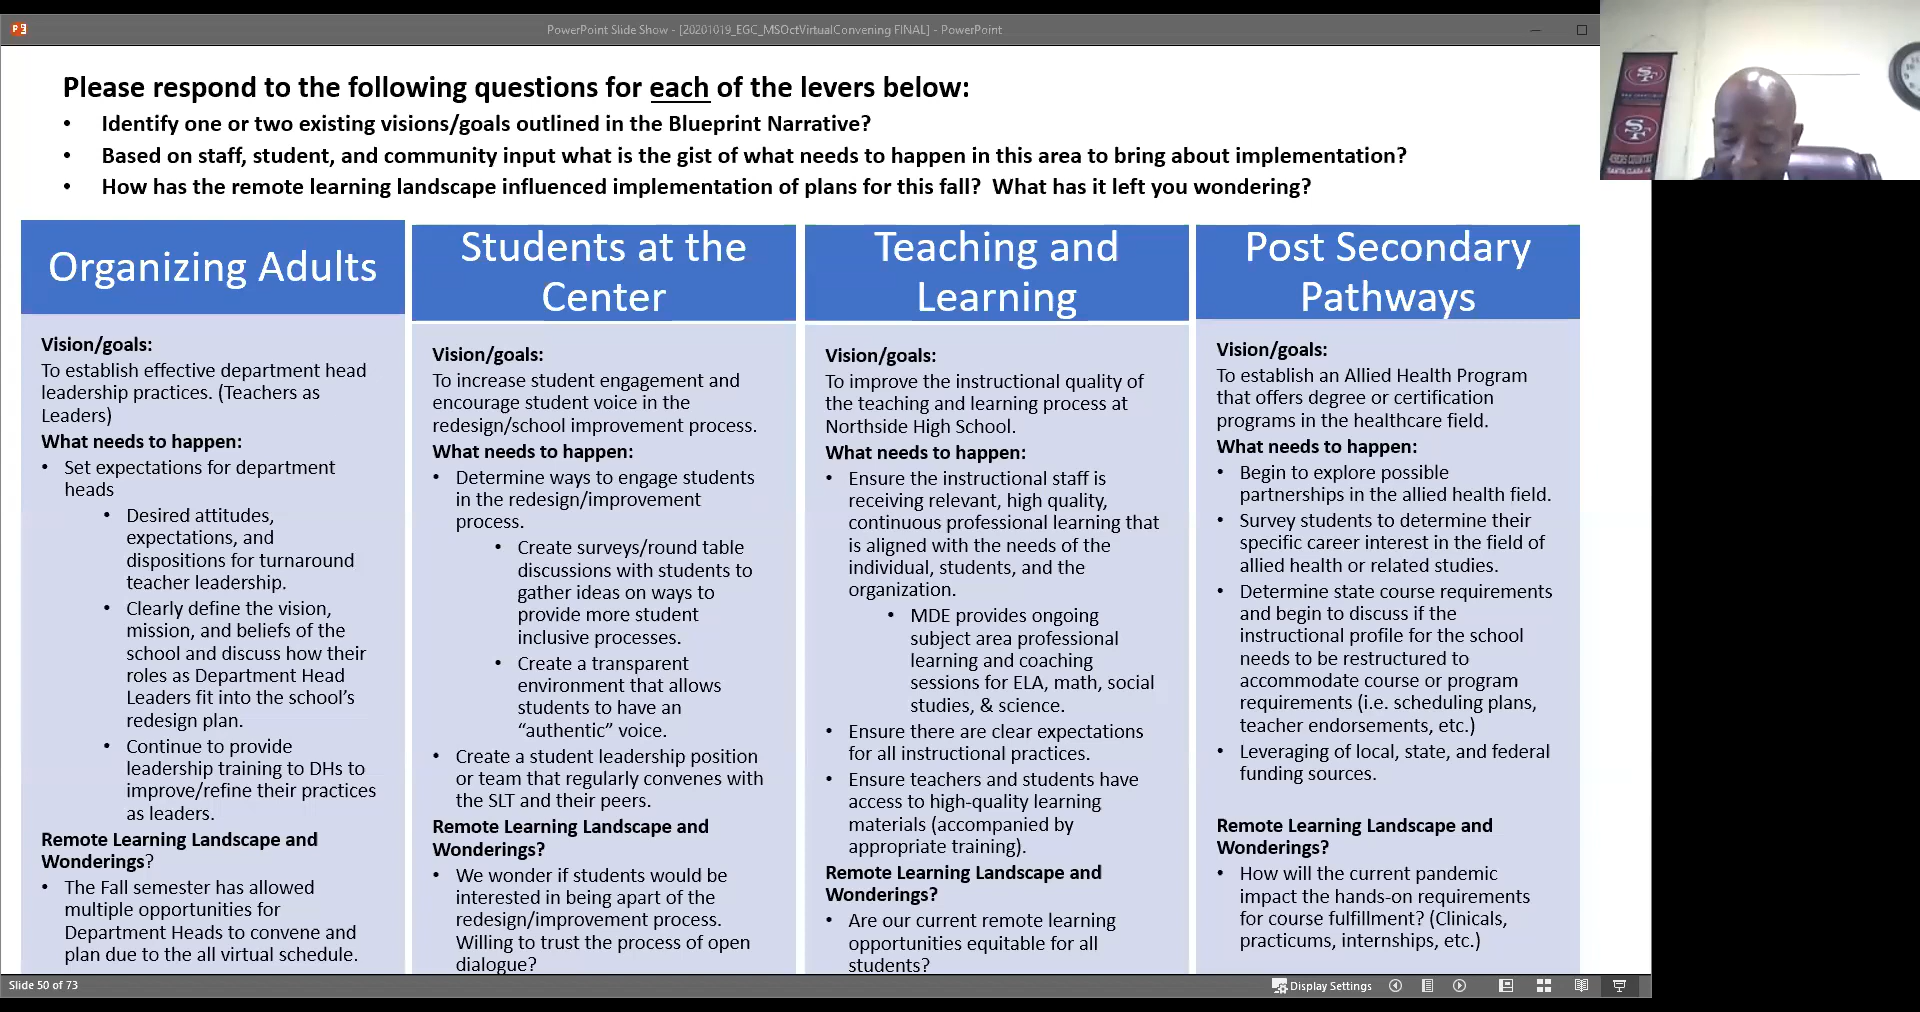 PowerPoint Slide Show - [20201019_EGC_MSOctVirtualConvening FINAL] - PowerPoint
Please respond to the following questions for each of the levers below:
• Identify one or two existing visions/goals outlined in the Blueprint Narrative?
• Based on staff, student, and community input what is the gist of what needs to happen in this area to bring about implementation?
• How has the remote learning landscape influenced implementation of plans for this fall? What has it left you wondering?
Organizing Adults
Vision/goals:
To establish effective department head
leadership practices. (Teachers as
Leaders)
What needs to happen:
• Set expectations for department
heads
• Desired attitudes,
expectations, and
dispositions for turnaround
teacher leadership.
• Clearly define the vision,
mission, and beliefs of the
school and discuss how their
roles as Department Head
Leaders fit into the school's
redesign plan.
• Continue to provide
leadership training to DHs to
improve/refine their practices
as leaders.
Remote Learning Landscape and
Wonderings?
• The Fall semester has allowed
multiple opportunities for
Department Heads to convene and
plan due to the all virtual schedule.
Students at the
Center
Vision/goals:
To increase student engagement and
encourage student voice in the
redesign/school improvement process.
What needs to happen:
• Determine ways to engage students
in the redesign/improvement
process.
• Create surveys/round table
discussions with students to
gather ideas on ways to
provide more student
inclusive processes.
• Create a transparent
environment that allows
students to have an
“authentic” voice.
• Create a student leadership position
or team that regularly convenes with
the SLT and their peers.
Remote Learning Landscape and
Wonderings?
• We wonder if students would be
interested in being apart of the
redesign/improvement process.
Willing to trust the process of open
dialogue?
Teaching and
Learning
Vision/goals:
To improve the instructional quality of
the teaching and learning process at
Northside High School.
What needs to happen:
• Ensure the instructional staff is
receiving relevant, high quality,
continuous professional learning that
is aligned with the needs of the
individual, students, and the
organization.
• MDE provides ongoing
subject area professional
learning and coaching
sessions for ELA, math, social
studies, & science.
• Ensure there are clear expectations
for all instructional practices.
• Ensure teachers and students have
access to high-quality learning
materials (accompanied by
appropriate training).
Remote Learning Landscape and
Wonderings?
• Are our current remote learning
opportunities equitable for all
students?
Post Secondary
Pathways
Vision/goals:
To establish an Allied Health Program
that offers degree or certification
programs in the healthcare field.
What needs to happen:
• Begin to explore possible
partnerships in the allied health field.
• Survey students to determine their
specific career interest in the field of
allied health or related studies.
• Determine state course requirements
and begin to discuss if the
instructional profile for the school
needs to be restructured to
accommodate course or program
requirements (i.e. scheduling plans,
teacher endorsements, etc.)
• Leveraging of local, state, and federal
funding sources.
Remote Learning Landscape and
Wonderings?
• How will the current pandemic
impact the hands-on requirements
for course fulfillment? (Clinicals,
practicums, internships, etc.)
Slide 50 of 73
Display Settings
SF
SF